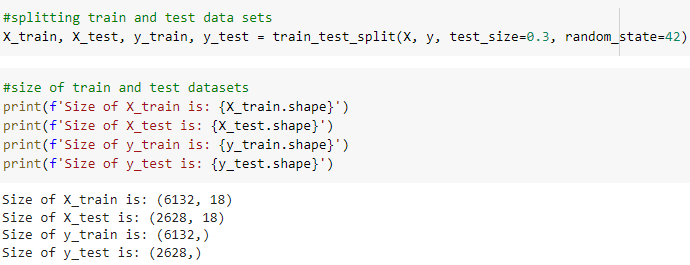 #splitting train and test data sets
X_train, X_test, y_train, y_test = train_test_split(X, y, test_size=0.3, random_state=42)
#size of train and test datasets
print(f'Size of X_train is: {X_train.shape}')
print(f'Size of X_test is: {X_test.shape}')
print(f'Size of y_train is: {y_train.shape}')
print(f'Size of y_test is: {y_test.shape}')
Size of X_train is: (6132, 18)
Size of X_test is: (2628, 18)
Size of y_train is: (6132,)
Size of y_test is: (2628,)